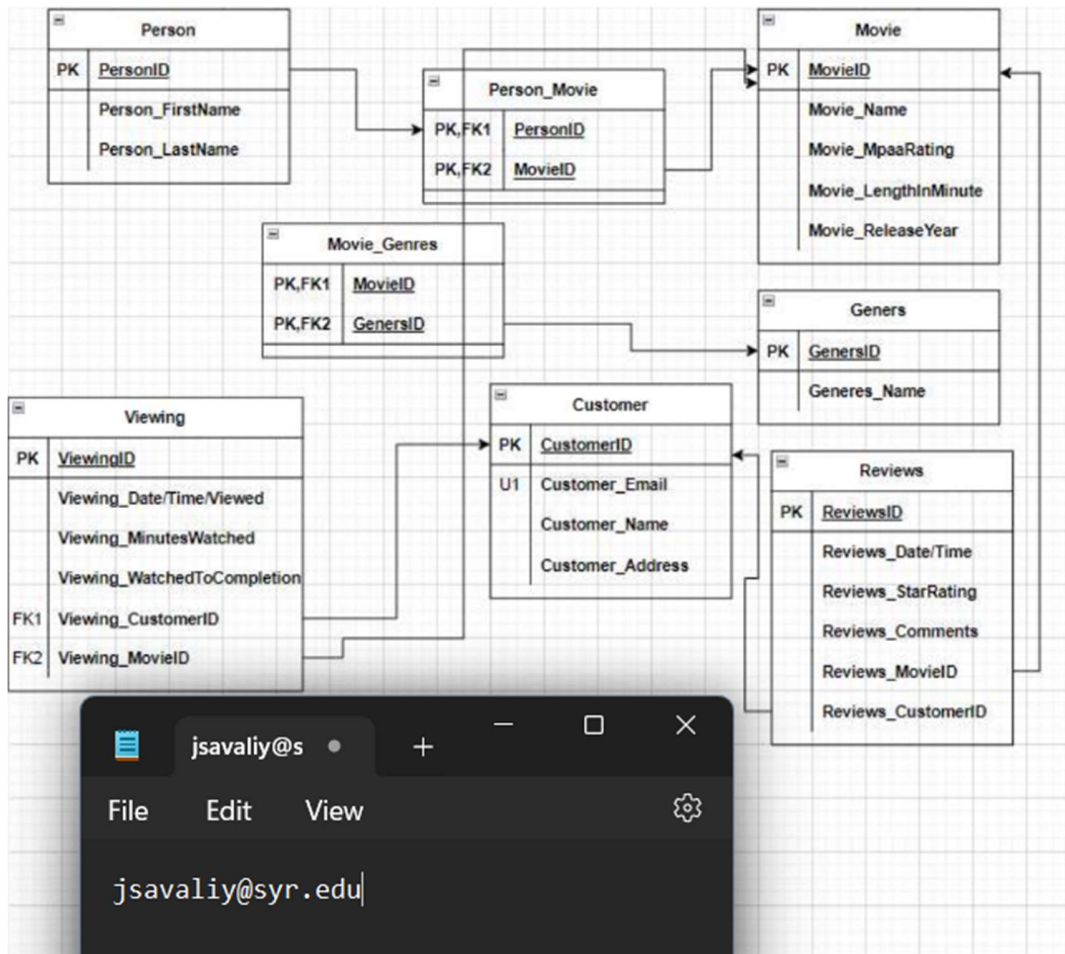 Person
PK PersonID
Person_FirstName
Person_LastName
Person_Movie
PK,FK1 PersonID
PK,FK2 MovieID
Movie
PK MovieID
Movie_Name
Movie_MpaaRating
Movie_LengthInMinute
Movie_ReleaseYear
Movie_Genres
PK,FK1 MovieID
PK,FK2 GenersID
Geners
PK GenersID
Generes_Name
Viewing
PK ViewingID
Viewing_Date/Time/Viewed
Viewing_MinutesWatched
Viewing_WatchedToCompletion
FK1 Viewing_CustomerID
FK2 Viewing_MovieID
Customer
PK CustomerID
U1 Customer_Email
Customer_Name
Customer_Address
Reviews
PK ReviewsID
Reviews_Date/Time
Reviews_StarRating
Reviews_Comments
Reviews_MovieID
Reviews_CustomerID
jsavaliy@s
File Edit View
jsavaliy@syr.edu